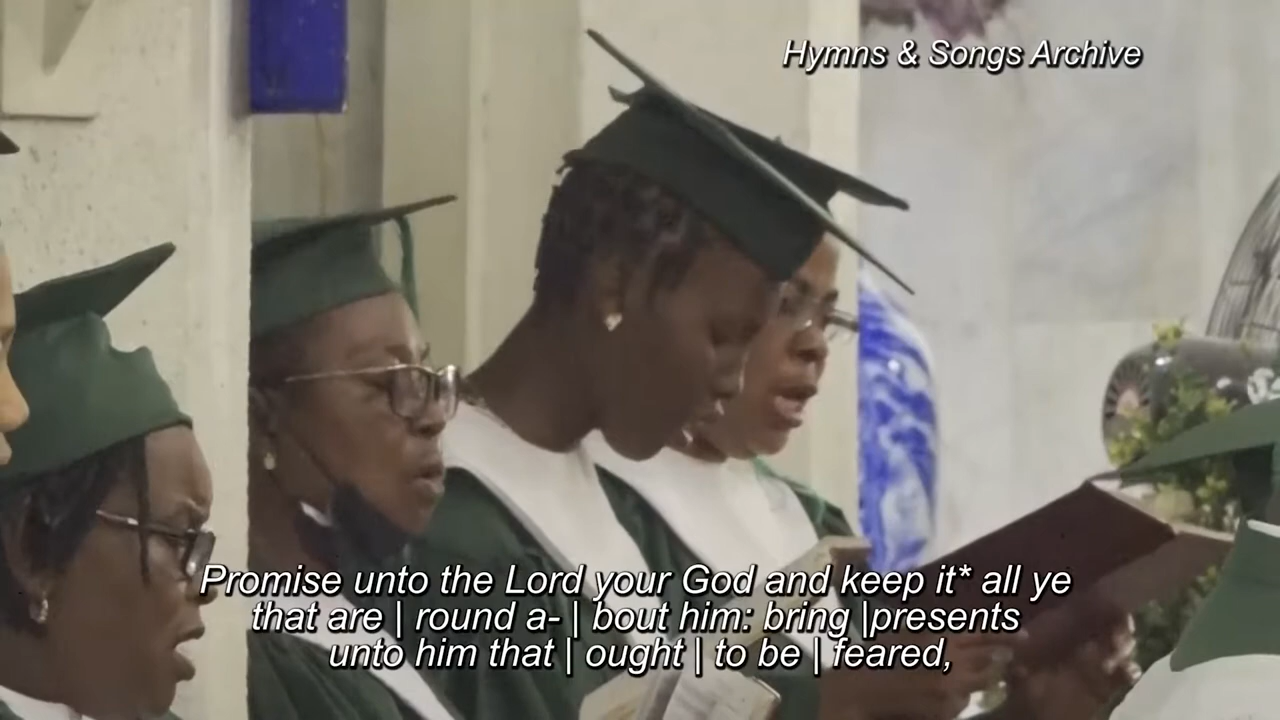 Hymns & Songs Archive
Promise unto the Lord your God and keep it* all ye
that are | round a- | bout him: bring |presents
unto him that | ought | to be | feared,